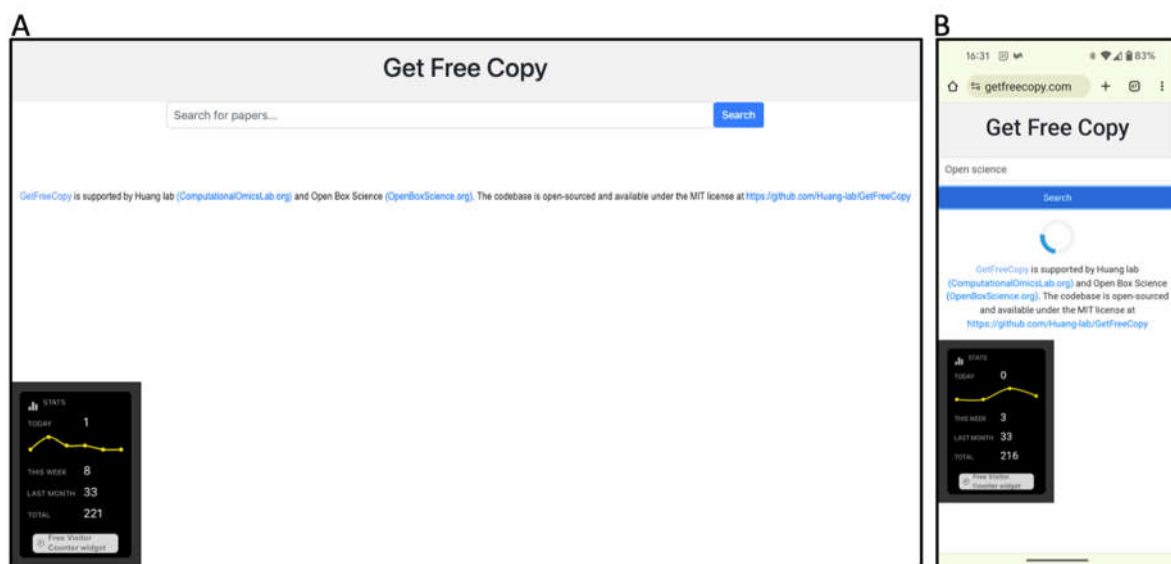 A
Get Free Copy
Search for papers...
Search
GetFreeCopy is supported by Huang lab (ComputationalOmicsLab.org) and Open Box Science (OpenBoxScience.org). The codebase is open-sourced and available under the MIT license at https://github.com/Huang-lab/GetFreeCopy
STATS
TODAY 1
THIS WEEK 8
LAST MONTH 33
TOTAL 221
Free Visitor
Counter widget
B
16:31
83%
getfreecopy.com
Get Free Copy
Open science
Search
GetFreeCopy is supported by Huang lab
(ComputationalOmicsLab.org) and Open Box Science
(OpenBoxScience.org). The codebase is open-sourced
and available under the MIT license at
https://github.com/Huang-lab/GetFreeCopy
STATS
TODAY 0
THIS WEEK 3
LAST MONTH 33
TOTAL 216
Free Visitor
Counter widget